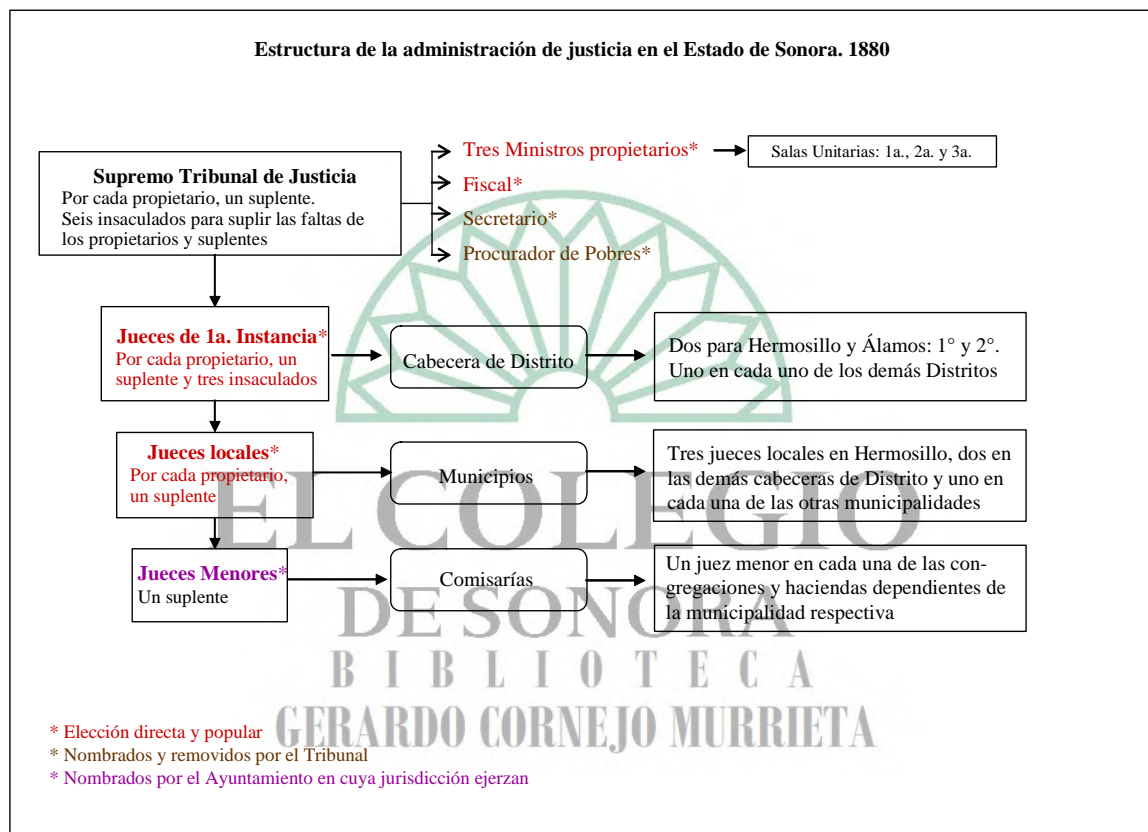 Estructura de la administración de justicia en el Estado de Sonora. 1880
Supremo Tribunal de Justicia
Por cada propietario, un suplente.
Seis insaculados para suplir las faltas de
los propietarios y suplentes
Tres Ministros propietarios*
Salas Unitarias: 1a., 2a. y 3a.
Fiscal*
Secretario*
Procurador de Pobres*
Jueces de 1a. Instancia*
Por cada propietario, un
suplente y tres insaculados
Cabecera de Distrito
Dos para Hermosillo y Álamos: 1° y 2°.
Uno en cada uno de los demás Distritos
Jueces locales*
Por cada propietario,
un suplente
Municipios
Tres jueces locales en Hermosillo, dos en
las demás cabeceras de Distrito y uno en
cada una de las otras municipalidades
Jueces Menores*
Un suplente
Comisarías
Un juez menor en cada una de las con-
gregaciones y haciendas dependientes de
la municipalidad respectiva
EL COLEGIO
DE SONORA
BIBLIOTECA
GERARDO CORNEJO MURRIETA
* Elección directa y popular
* Nombrados y removidos por el Tribunal
* Nombrados por el Ayuntamiento en cuya jurisdicción ejerzan